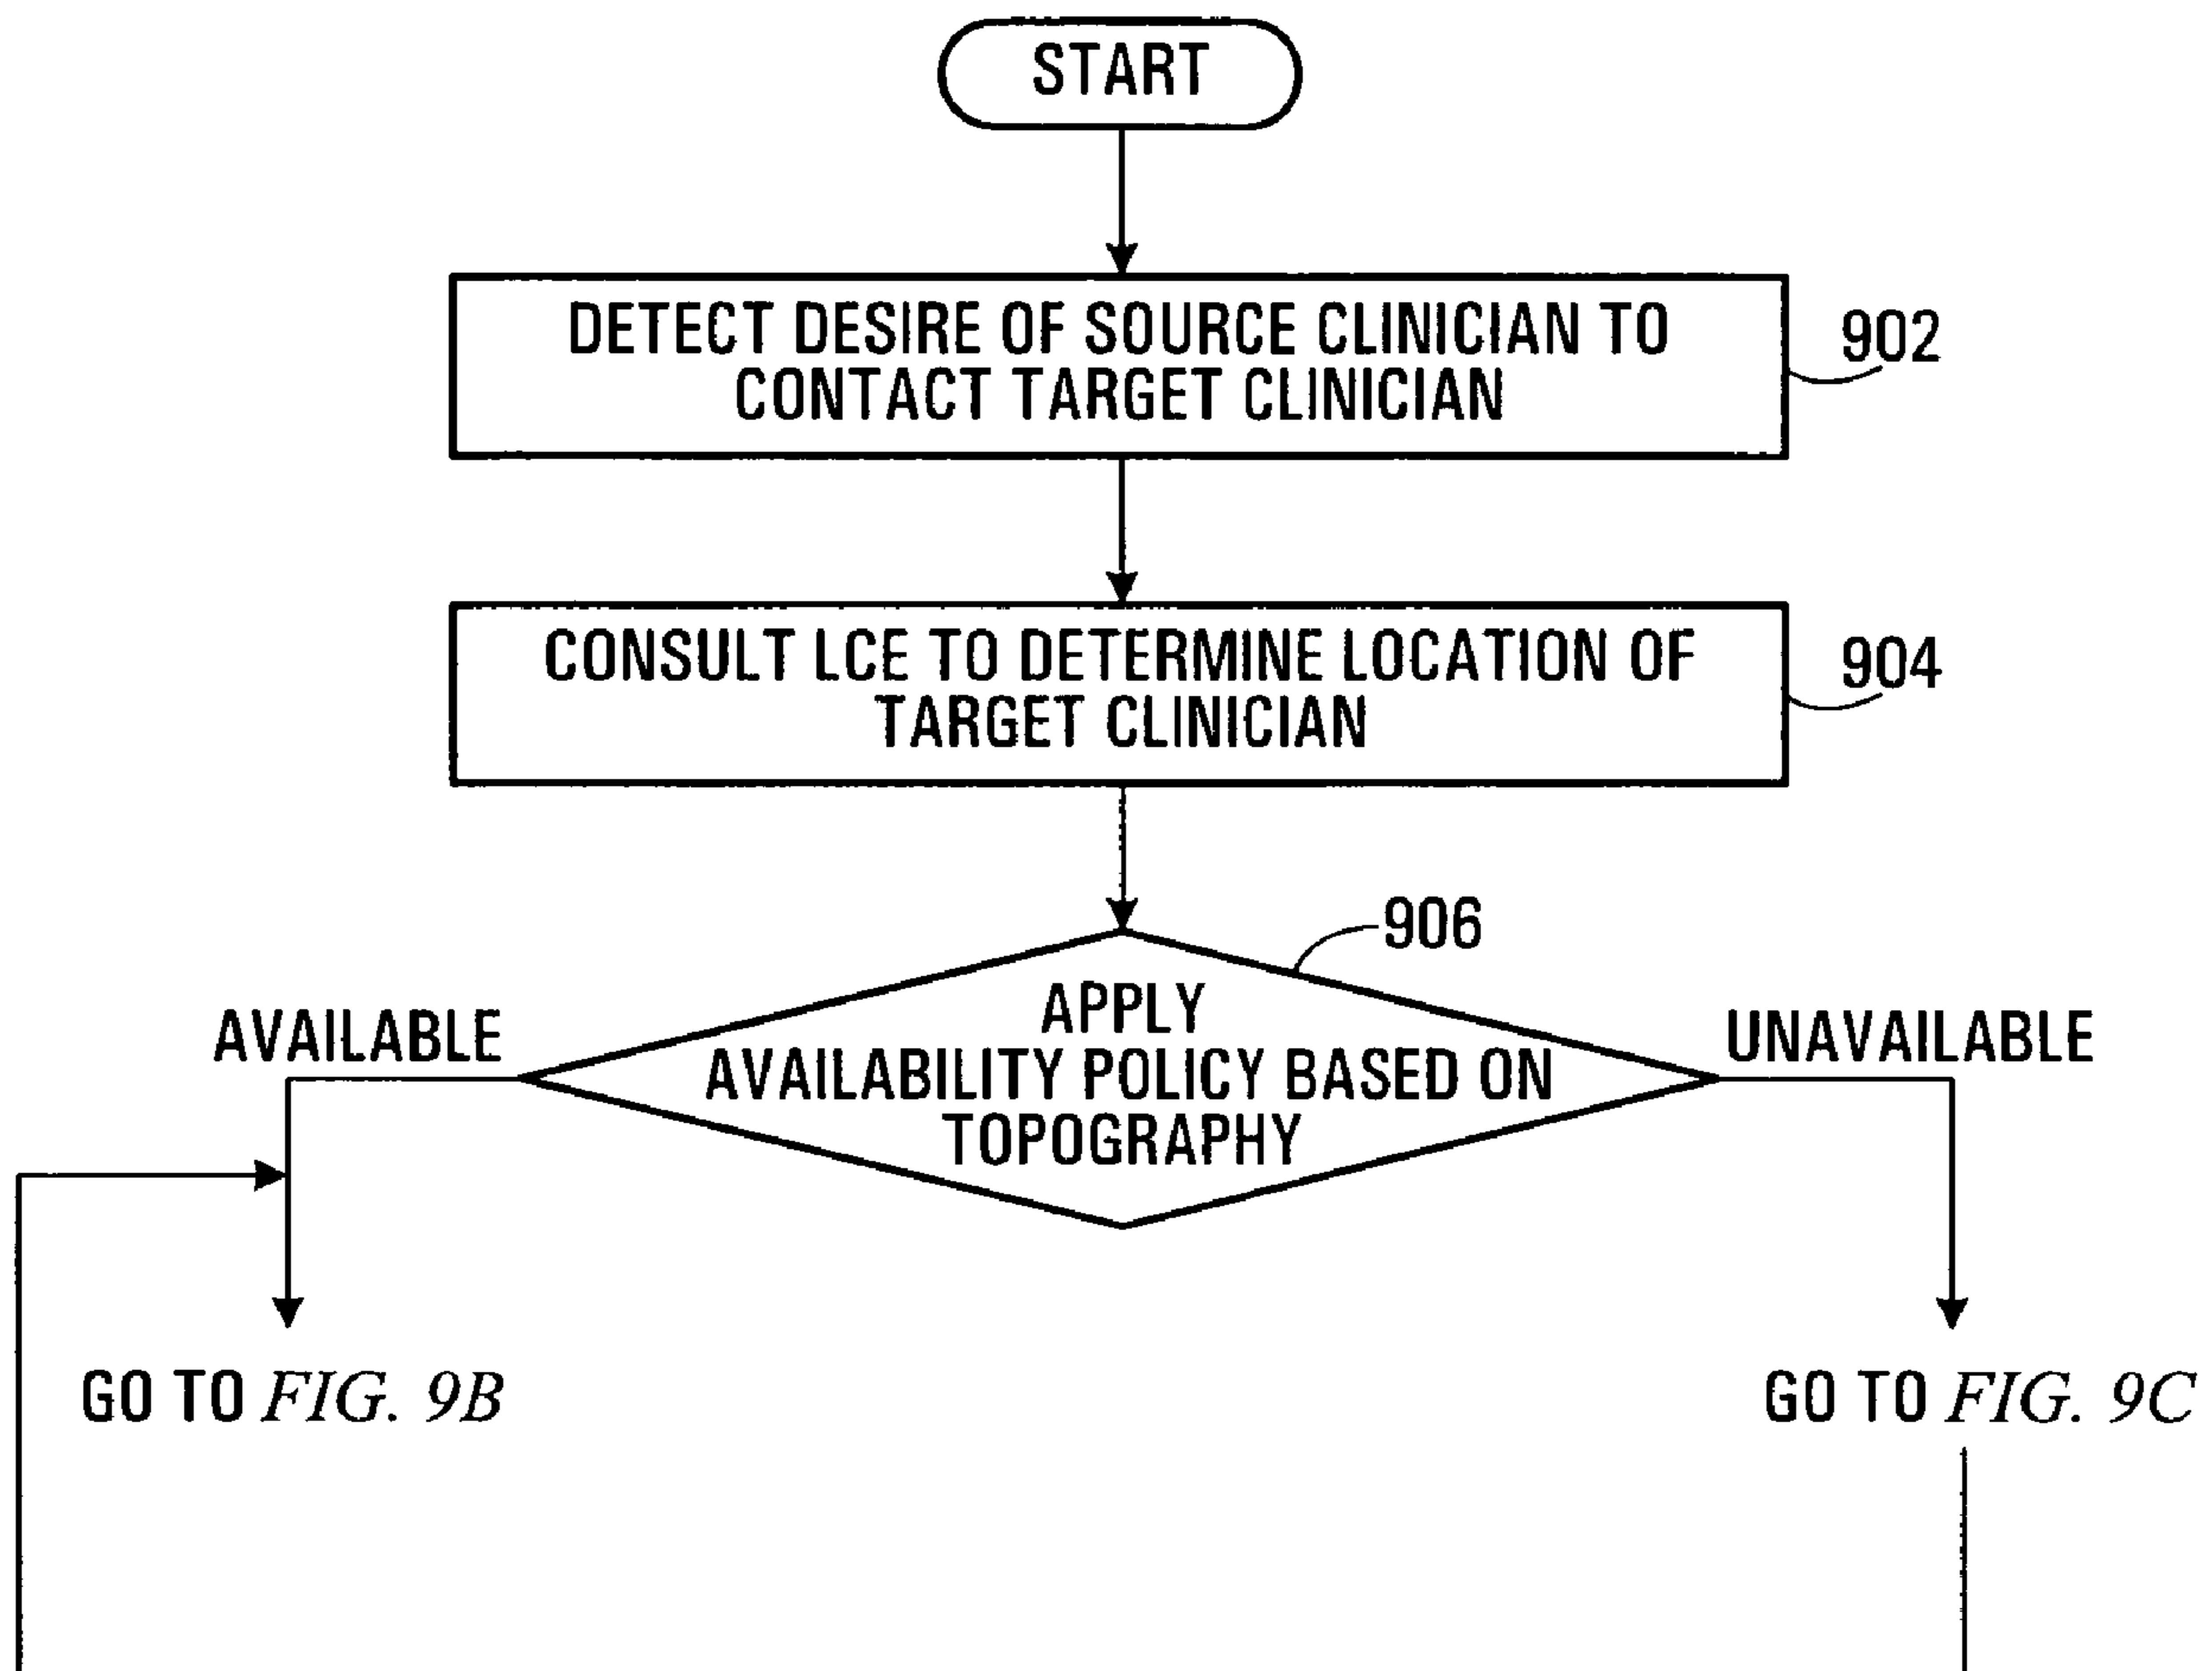 START
DETECT DESIRE OF SOURCE CLINICIAN TO
CONTACT TARGET CLINICIAN
902
CONSULT LCE TO DETERMINE LOCATION OF
TARGET CLINICIAN
904
906
APPLY
AVAILABILITY POLICY BASED ON
TOPOGRAPHY
AVAILABLE
UNAVAILABLE
GO TO FIG. 9B
GO TO FIG. 9C